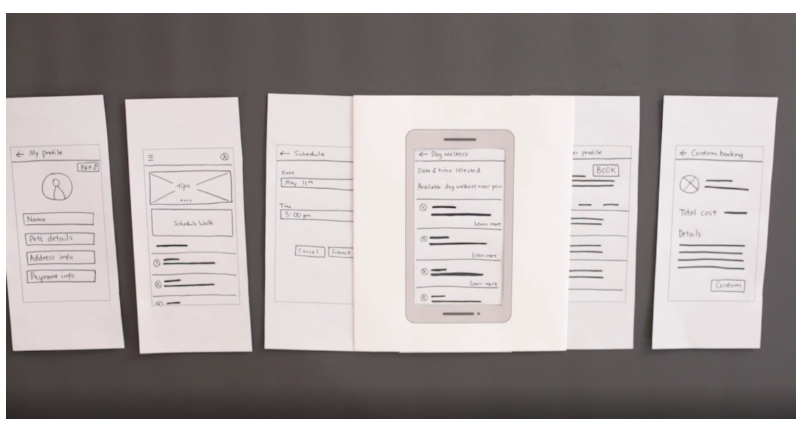 ← My profile
Name
Pets details
Address info
Payment info
Tips
Schedule Walk
← Schedule
Date
May 11th
Time
5:00 pm
Cancel
Submit
← Dog walkers
Date & time selected
Available dog walkers near you
Learn more
Learn more
Learn more
profile
BOOK
← Confirm booking
Total cost
Details
Confirm